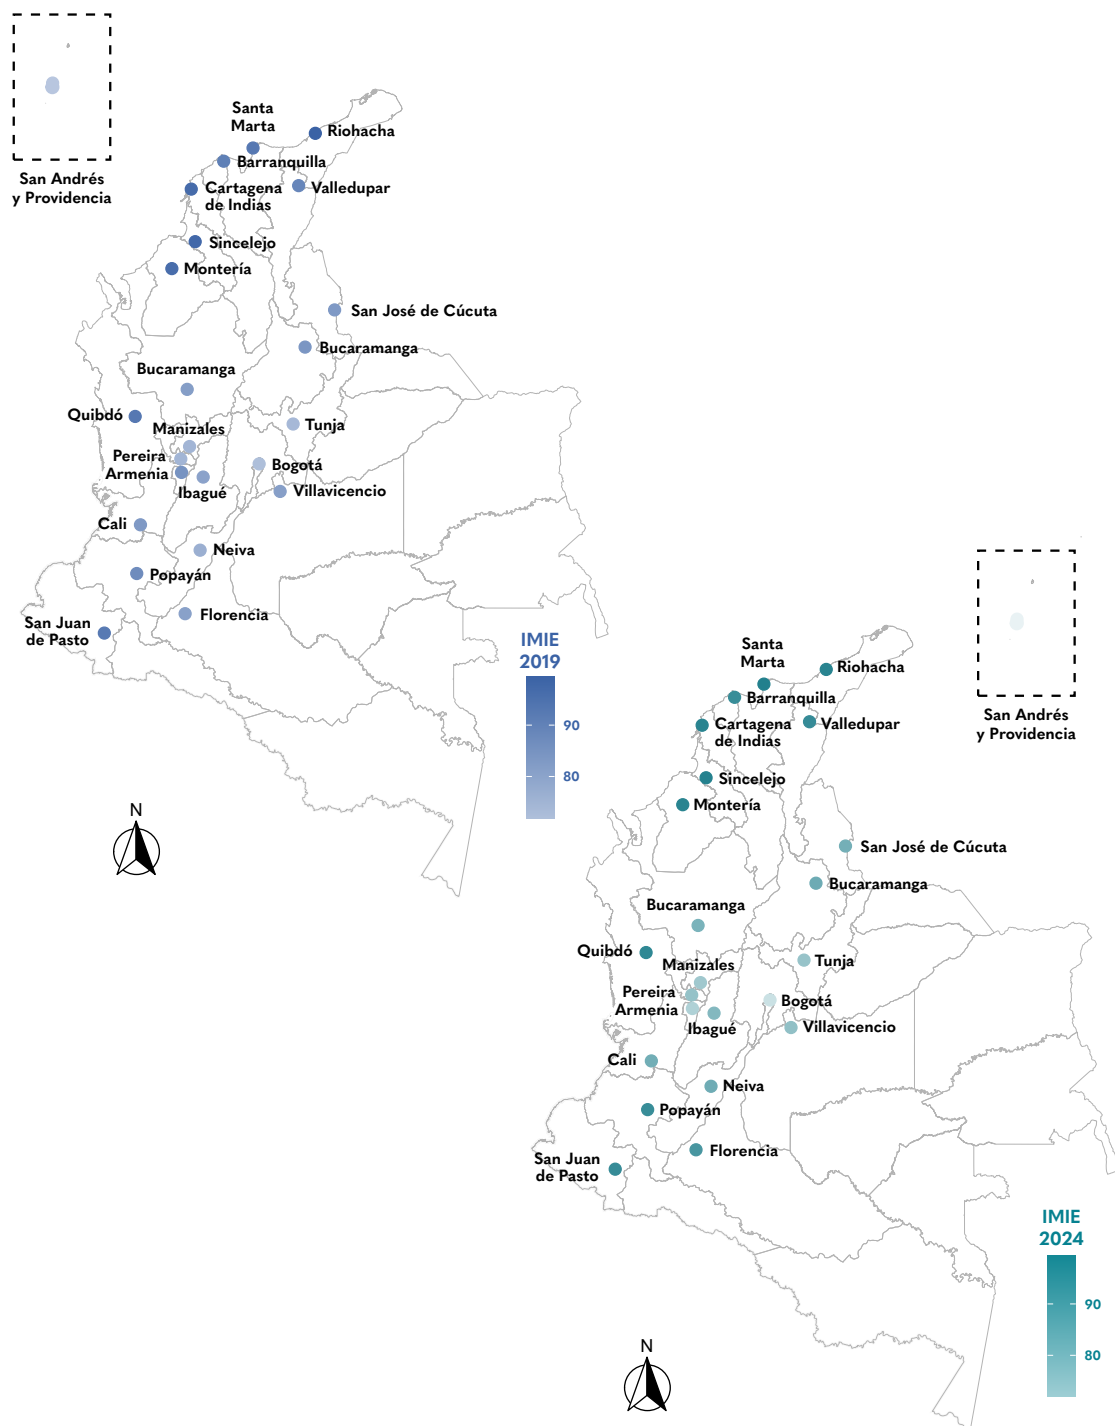 San Andrés
y Providencia
Santa
Marta
Riohacha
Barranquilla
Cartagena
de Indias
Valledupar
Sincelejo
Montería
San José de Cúcuta
Bucaramanga
Bucaramanga
Quibdó
Manizales
Tunja
Pereira
Armenia
Bogotá
Ibagué
Villavicencio
Cali
Neiva
Popayán
Florencia
San Juan
de Pasto
IMIE
2019
90
80
N
San Andrés
y Providencia
Santa
Marta
Riohacha
Barranquilla
Cartagena
de Indias
Valledupar
Sincelejo
Montería
San José de Cúcuta
Bucaramanga
Bucaramanga
Quibdó
Manizales
Tunja
Pereira
Armenia
Bogotá
Ibagué
Villavicencio
Cali
Neiva
Popayán
Florencia
San Juan
de Pasto
IMIE
2024
90
80
N